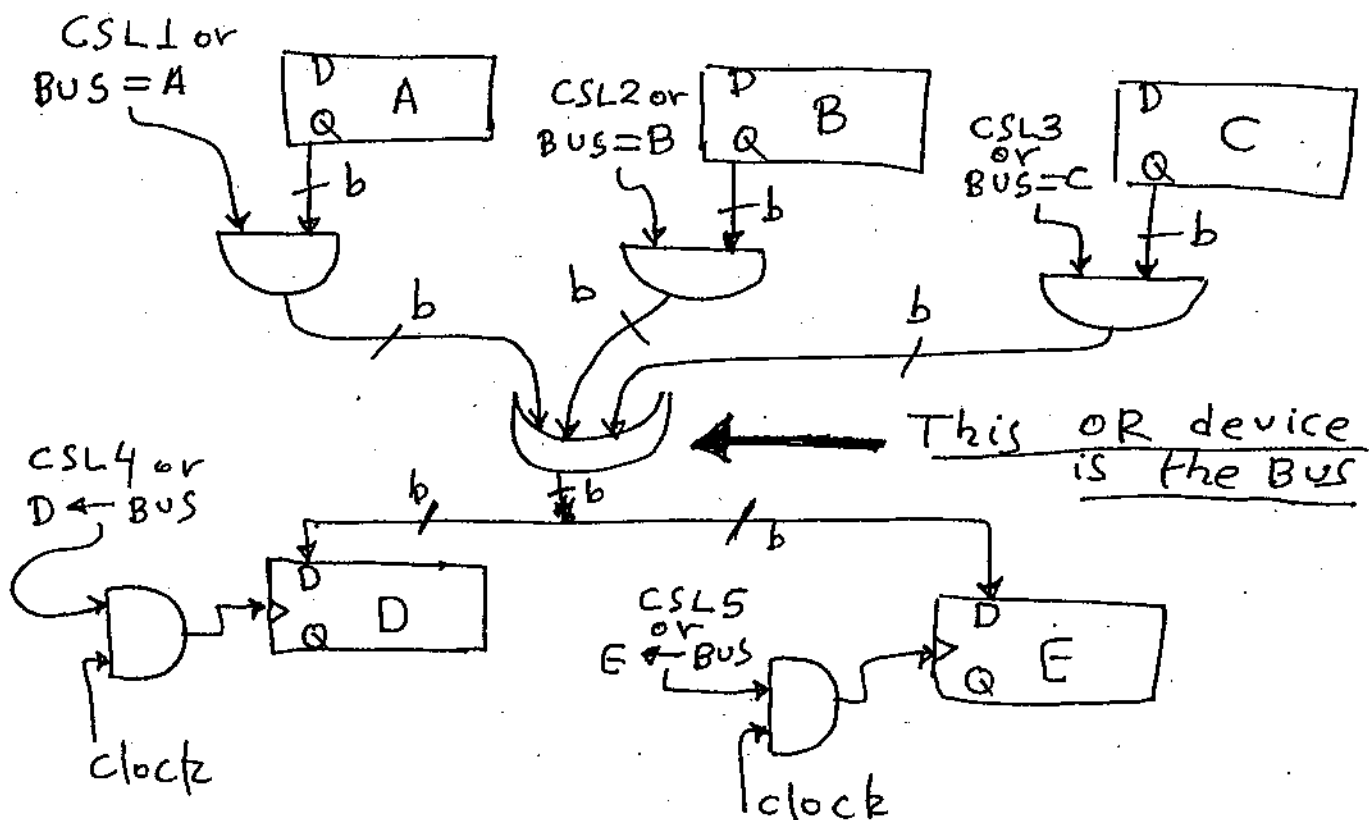 CSL1 or
BUS = A
D
A
Q
b
CSL2 or
BUS = B
D
B
Q
b
CSL3
or
BUS = C
D
C
Q
b
b
b
b
This OR device
is the Bus
b
CSL4 or
D ← BUS
b
b
D
D
Q
clock
CSL5
or
E ← BUS
D
E
Q
clock